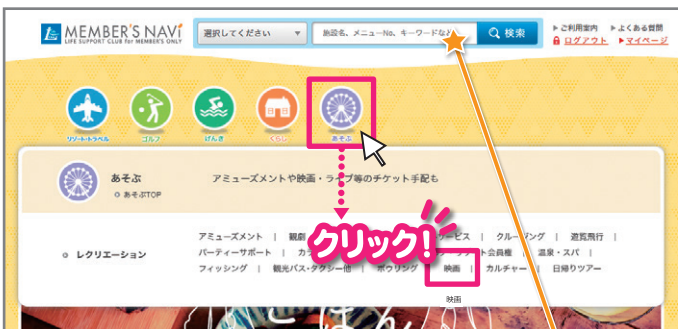 MEMBER'S NAVi
LIFE SUPPORT CLUB for MEMBER'S ONLY
選択してください ▼
施設名、メニューNo、キーワードなど
検索
▶ご利用案内 ▶よくある質問
ログアウト ▶マイページ
リゾート・トラベル
ゴルフ
げんき
くらし
あそぶ
あそぶ
あそぶTOP
アミューズメントや映画・ライブ等のチケット手配も
クリック!
レクリエーション
アミューズメント | 観劇 ービス | クルージング | 遊覧飛行 |
パーティーサポート | カラ ト会員権 | 温泉・スパ |
フィッシング | 観光バス・タクシー他 | ボウリング | 映画 | カルチャー | 日帰りツアー
映画
ごはん